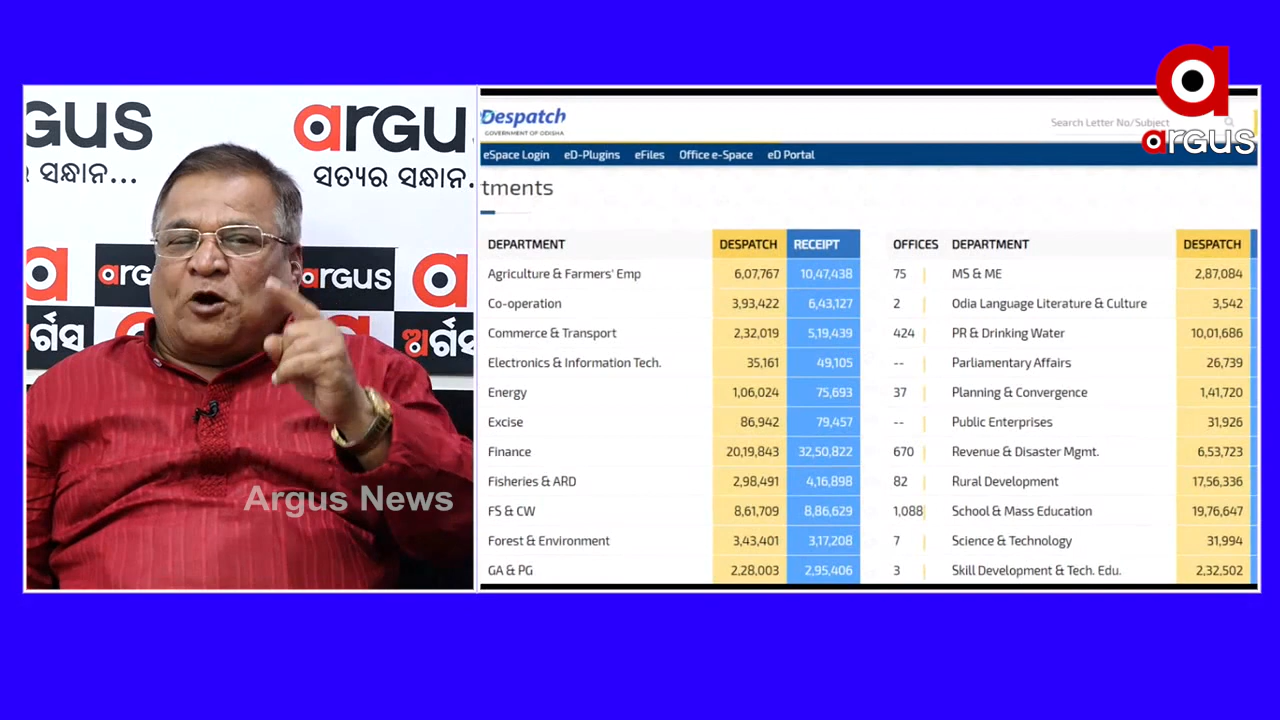 argus
GUS
argu
ସନ୍ଧାନ...
ସତ୍ୟର ସନ୍ଧାନ.
argus
ଅର୍ଗସ
Argus News
Despatch
GOVERNMENT OF ODISHA
Search Letter No/Subject
eSpace Login eD-Plugins eFiles Office e-Space eD Portal
tments
DEPARTMENT DESPATCH RECEIPT OFFICES DEPARTMENT DESPATCH
Agriculture & Farmers' Emp 6,07,767 10,47,438 75 MS & ME 2,87,084
Co-operation 3,93,422 6,43,127 2 Odia Language Literature & Culture 3,542
Commerce & Transport 2,32,019 5,19,439 424 PR & Drinking Water 10,01,686
Electronics & Information Tech. 35,161 49,105 -- Parliamentary Affairs 26,739
Energy 1,06,024 75,693 37 Planning & Convergence 1,41,720
Excise 86,942 79,457 -- Public Enterprises 31,926
Finance 20,19,843 32,50,822 670 Revenue & Disaster Mgmt. 6,53,723
Fisheries & ARD 2,98,491 4,16,898 82 Rural Development 17,56,336
FS & CW 8,61,709 8,86,629 1,088 School & Mass Education 19,76,647
Forest & Environment 3,43,401 3,17,208 7 Science & Technology 31,994
GA & PG 2,28,003 2,95,406 3 Skill Development & Tech. Edu. 2,32,502